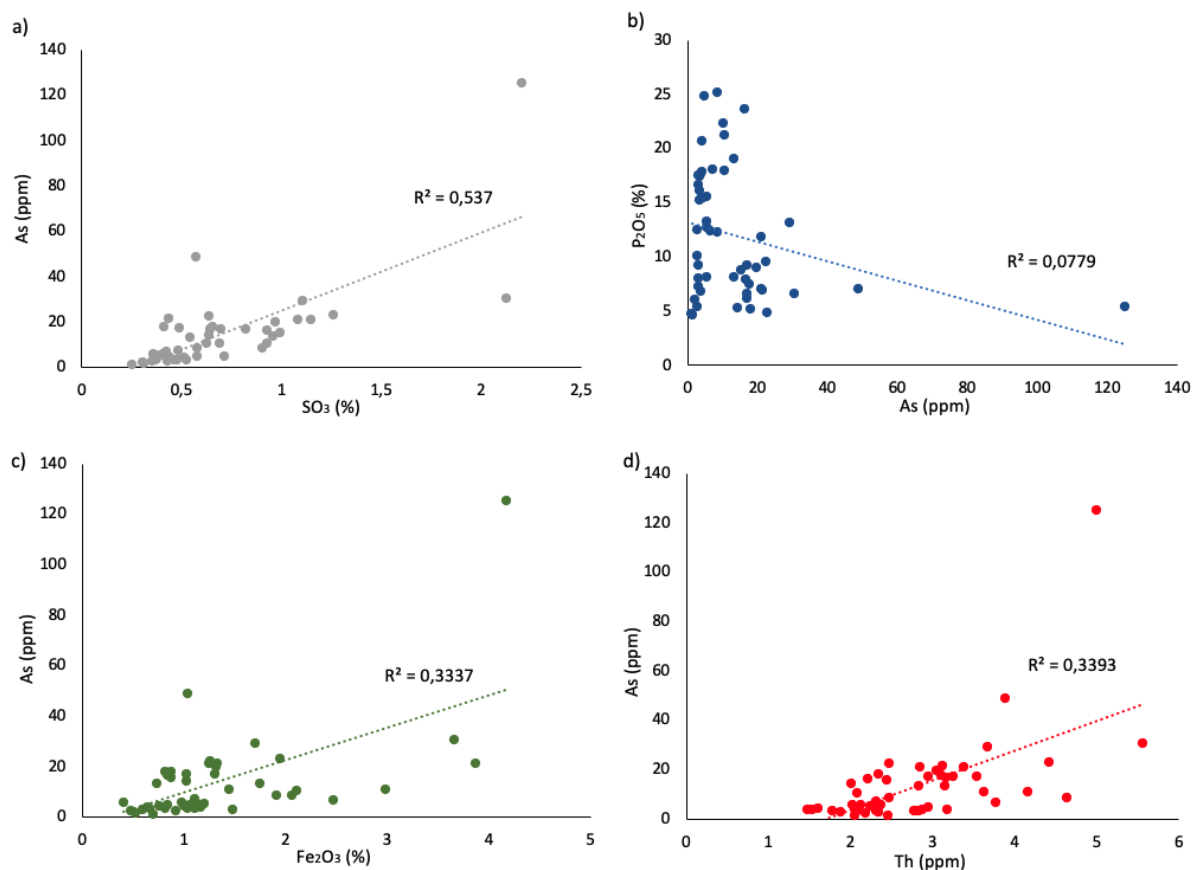 a)
140
120
100
80
60
40
20
0
As (ppm)
R² = 0,537
0 0,5 1 1,5 2 2,5
SO₃ (%)
b)
30
25
20
15
10
5
0
P₂O₅ (%)
R² = 0,0779
0 20 40 60 80 100 120 140
As (ppm)
c)
140
120
100
80
60
40
20
0
As (ppm)
R² = 0,3337
0 1 2 3 4 5
Fe₂O₃ (%)
d)
140
120
100
80
60
40
20
0
As (ppm)
R² = 0,3393
0 1 2 3 4 5 6
Th (ppm)